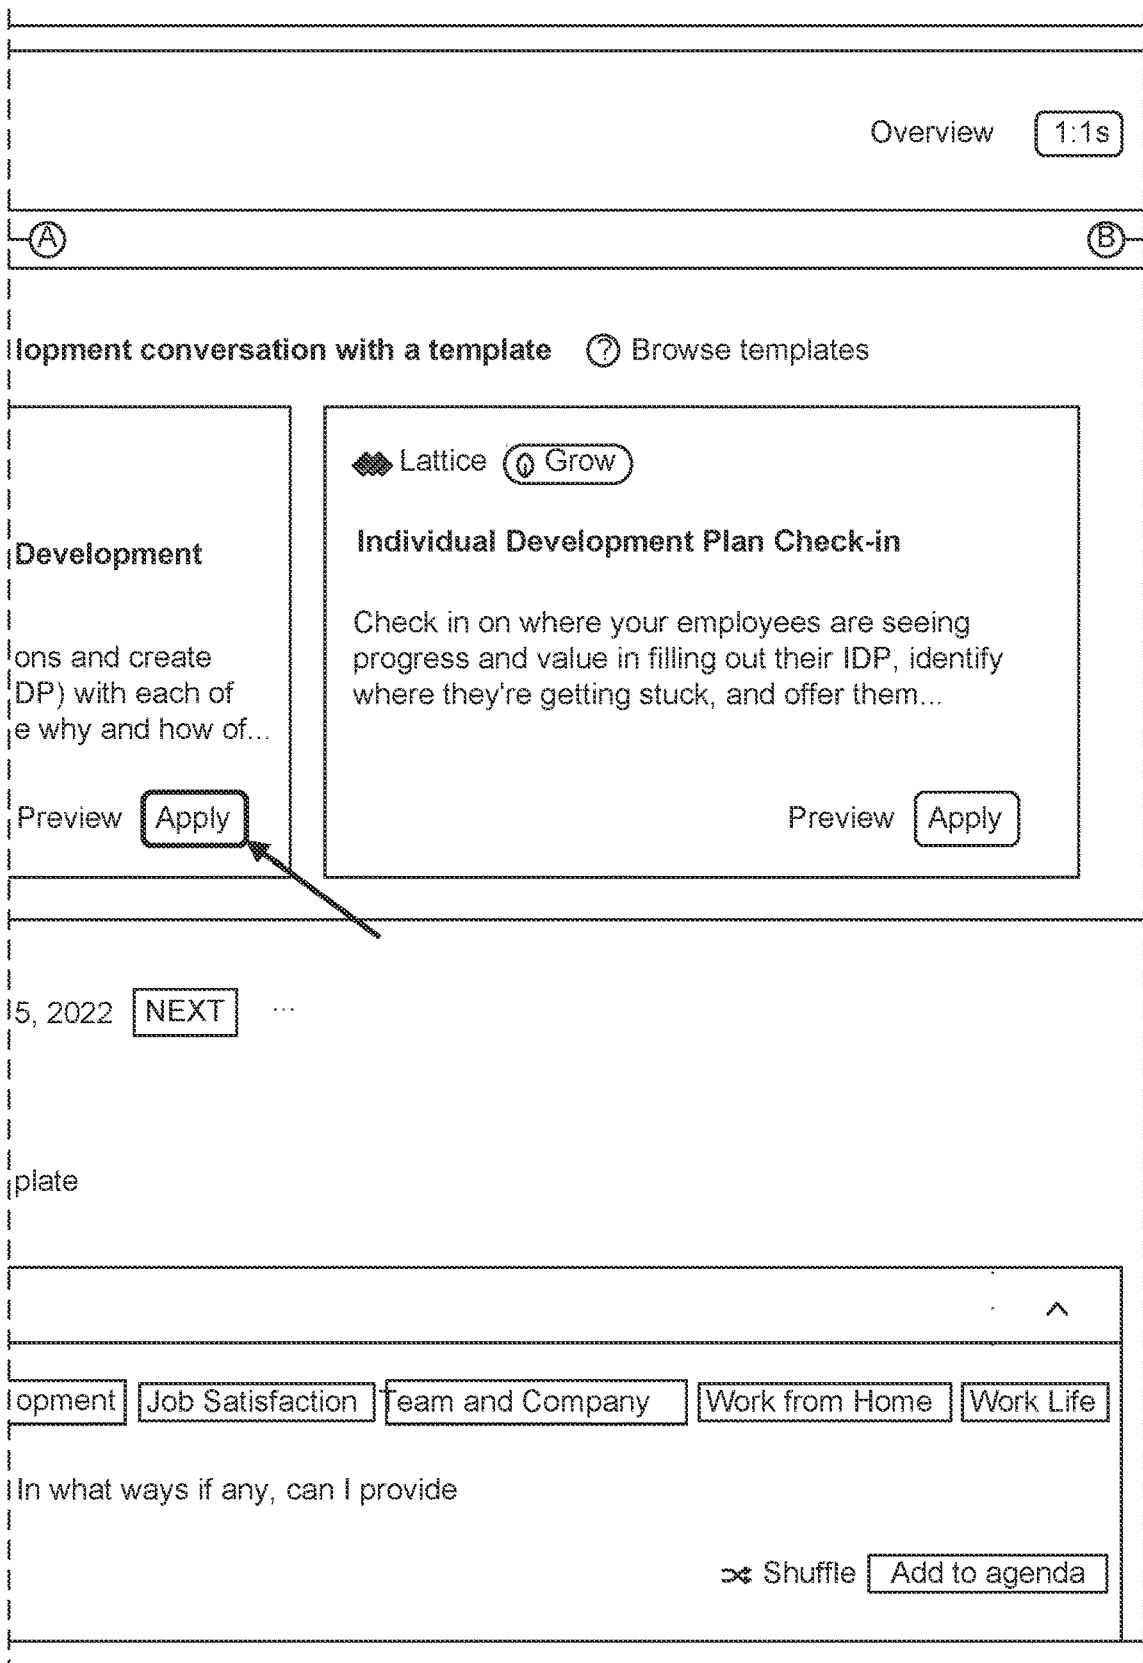 Overview 1:1s
A B
lopment conversation with a template ? Browse templates
Development
ons and create
DP) with each of
e why and how of...
Preview Apply
Lattice Grow
Individual Development Plan Check-in
Check in on where your employees are seeing
progress and value in filling out their IDP, identify
where they're getting stuck, and offer them...
Preview Apply
5, 2022 NEXT ...
plate
opment Job Satisfaction Team and Company Work from Home Work Life
In what ways if any, can I provide
Shuffle Add to agenda